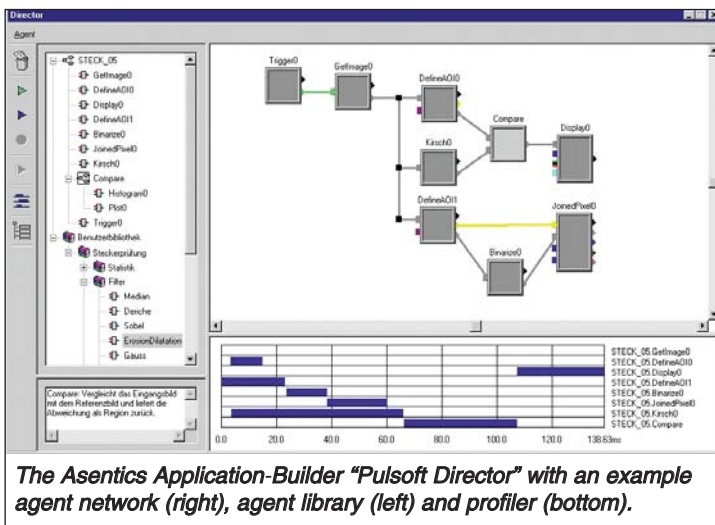 Director
Agent
STECK_05
GetImage0
DefineAOI0
Display0
DefineAOI1
Binarize0
JoinedPixel0
Kirsch0
Compare
Histogram0
Plot0
Trigger0
Benutzerbibliothek
Steckerprüfung
Statistik
Filter
Median
Deriche
Sobel
ErosionDilatation
Gauss
Compare: Vergleicht das Eingangsbild
mit dem Referenzbild und liefert die
Abweichung als Region zurück.
Trigger0
GetImage0
DefineAOI0
Compare
Display0
Kirsch0
DefineAOI1
JoinedPixel0
Binarize0
STECK_05.GetImage0
STECK_05.DefineAOI0
STECK_05.Display0
STECK_05.DefineAOI1
STECK_05.Binarize0
STECK_05.JoinedPixel0
STECK_05.Kirsch0
STECK_05.Compare
0.0 20.0 40.0 60.0 80.0 100.0 120.0 138.63ms
The Asentics Application-Builder “Pulsoft Director” with an example
agent network (right), agent library (left) and profiler (bottom).